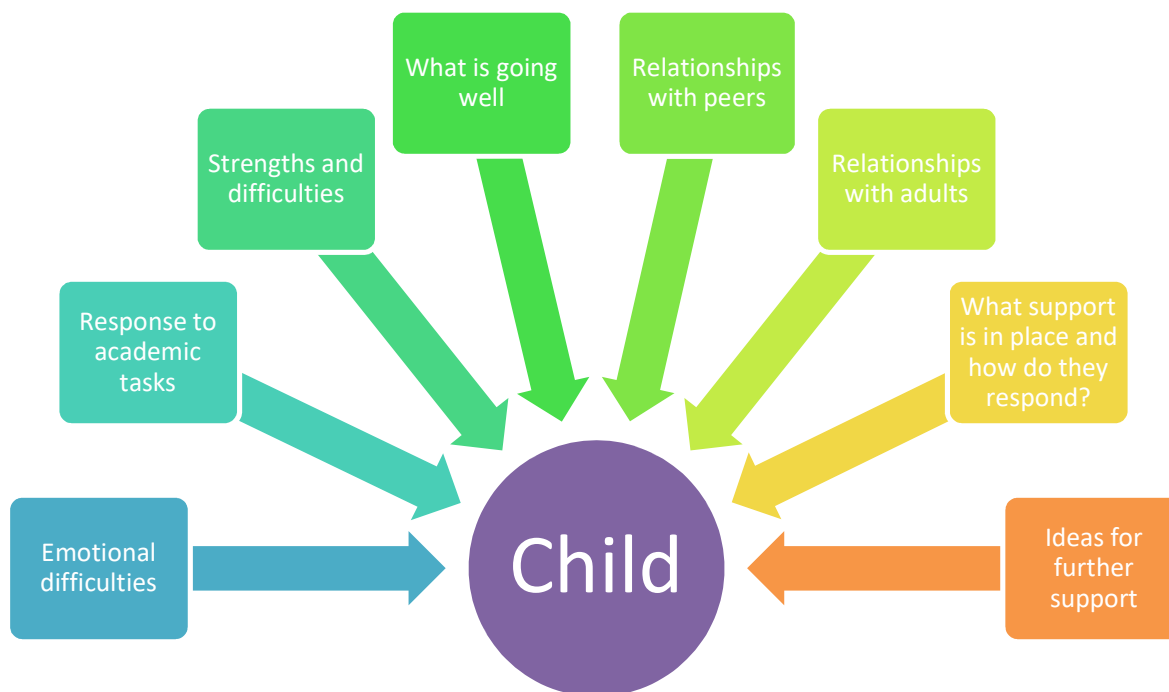 What is going
well
Relationships
with peers
Strengths and
difficulties
Relationships
with adults
Response to
academic
tasks
What support
is in place and
how do they
respond?
Emotional
difficulties
Child
Ideas for
further
support